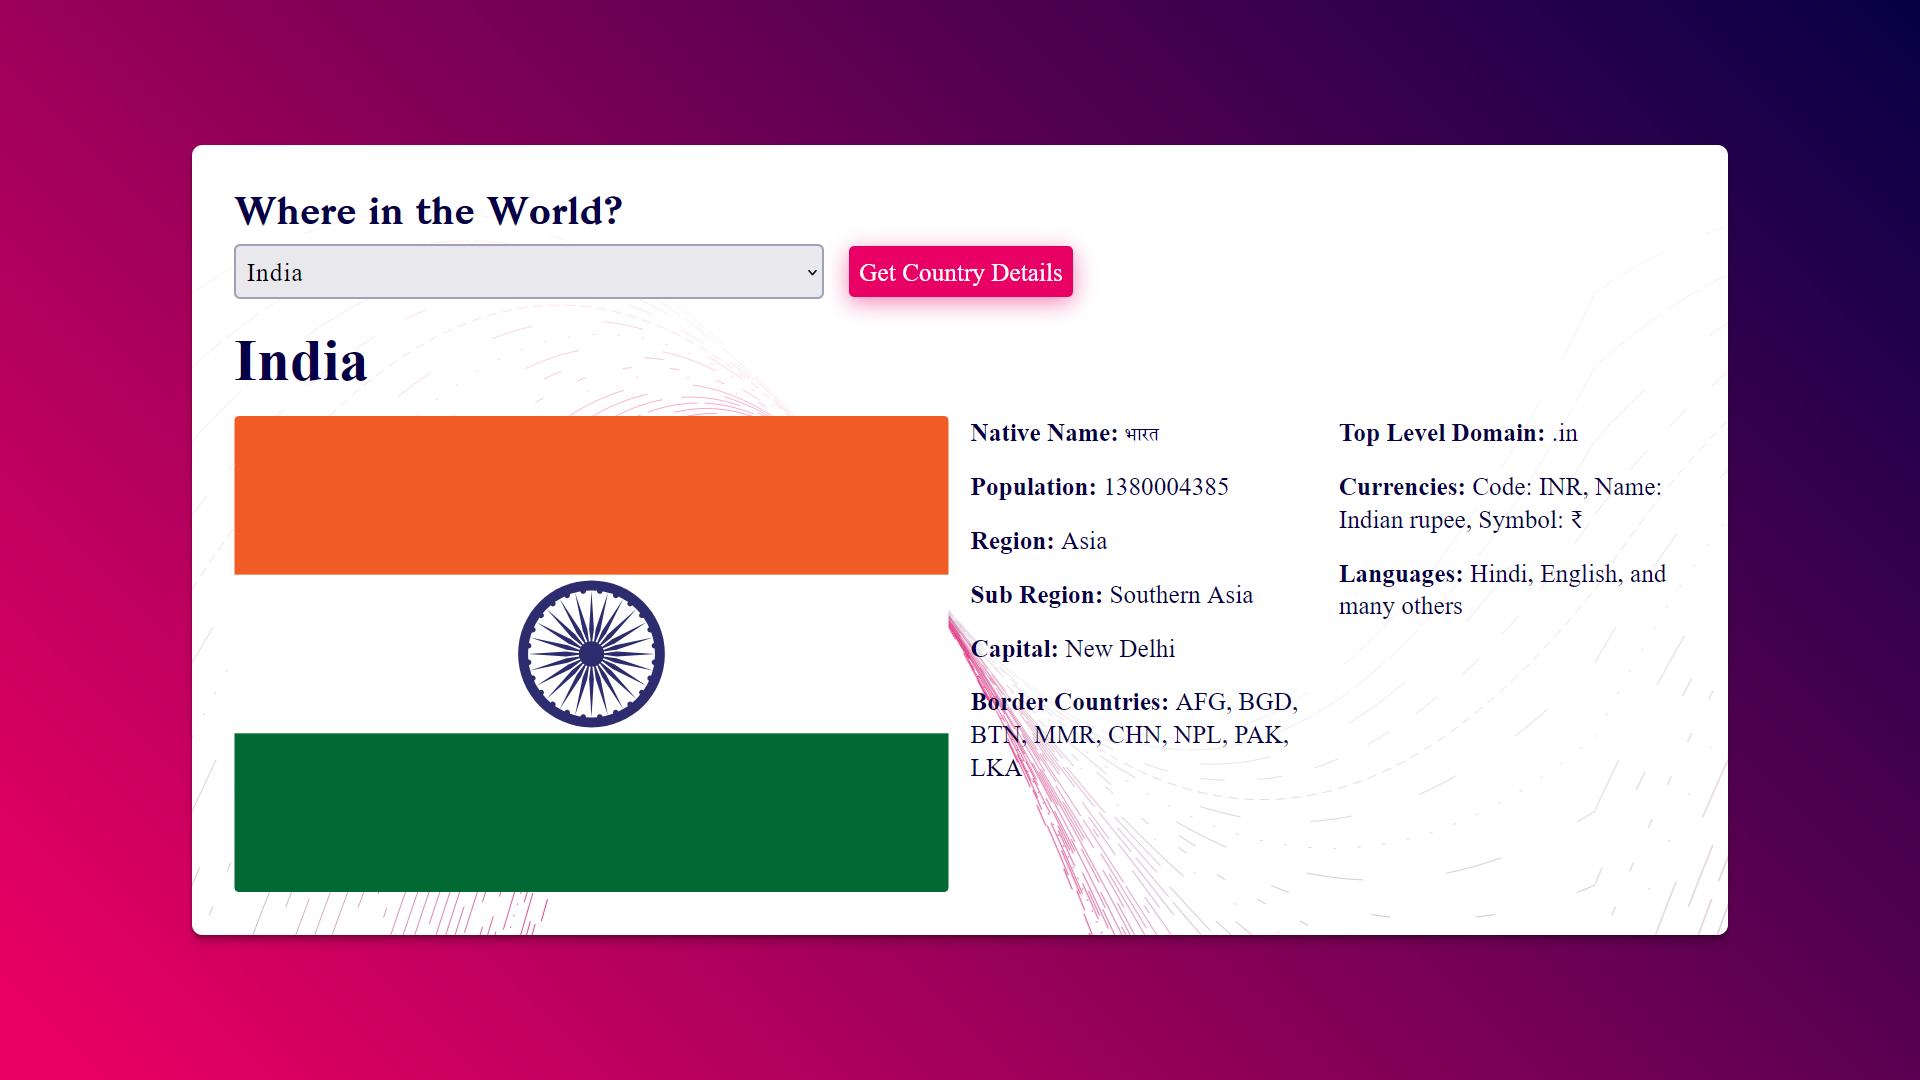 Where in the World?
India
Get Country Details
India
Native Name: भारत
Population: 1380004385
Region: Asia
Sub Region: Southern Asia
Capital: New Delhi
Border Countries: AFG, BGD,
BTN, MMR, CHN, NPL, PAK,
LKA
Top Level Domain: .in
Currencies: Code: INR, Name:
Indian rupee, Symbol: ₹
Languages: Hindi, English, and
many others